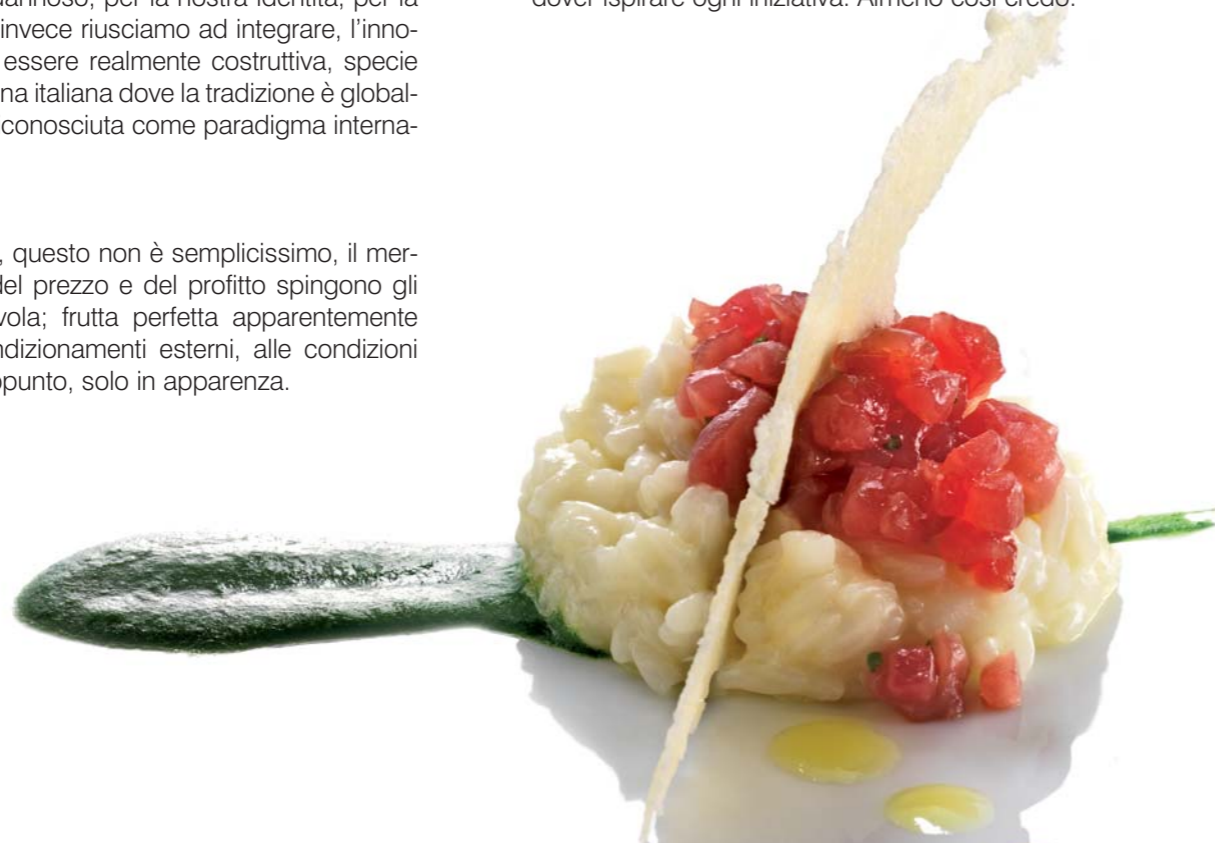 dannoso, per la nostra identità, per la
invece riusciamo ad integrare, l’inno-
essere realmente costruttiva, specie
na italiana dove la tradizione è global-
conosciuta come paradigma interna-
, questo non è semplicissimo, il mer-
del prezzo e del profitto spingono gli
vola; frutta perfetta apparentemente
ndizionamenti esterni, alle condizioni
punto, solo in apparenza.
dover ispirare ogni iniziativa. Almeno così credo.